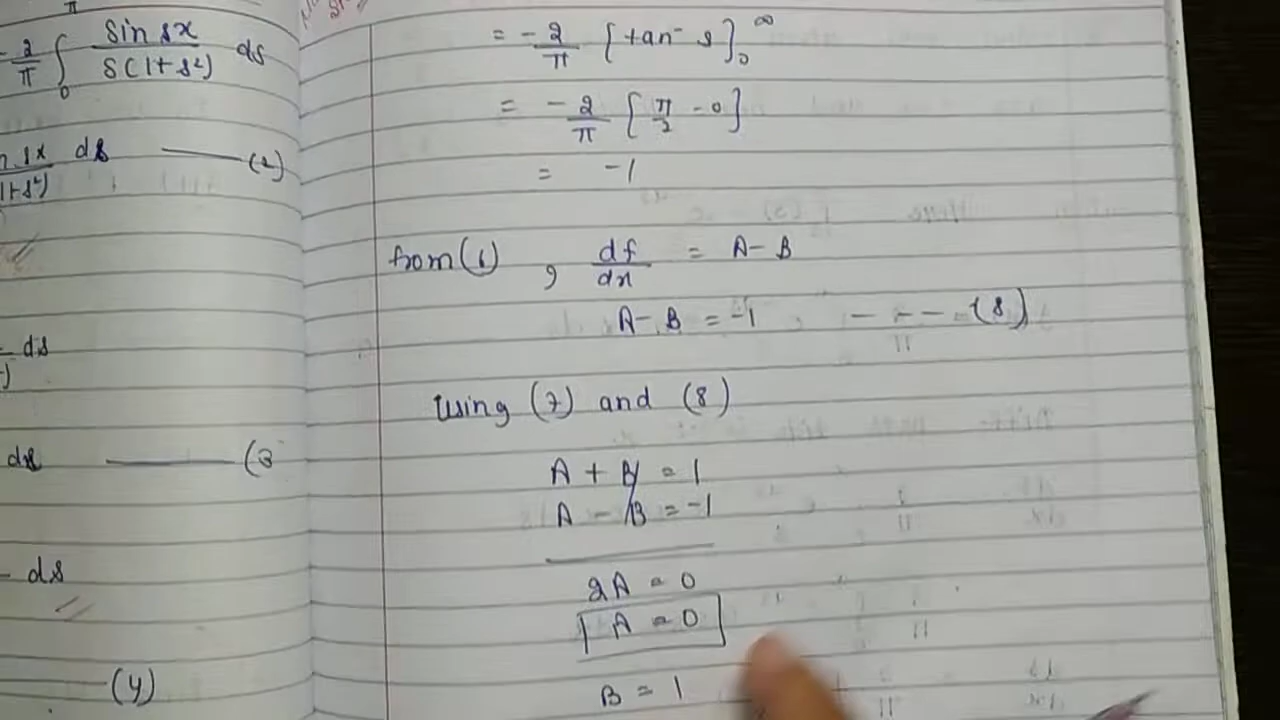 -2/π ∫₀ Sin sx / s(1+s²) ds
n sx / 1+s²) ds —— (2)
ds
ds —— (3
- ds
—— (4)
= -2/π [tan⁻ s]₀^∞
= -2/π [π/2 - 0]
= -1
from (1) , df/dx = A - B
A - B = -1 - - - (8)
Using (7) and (8)
A + B = 1
A - B = -1
2A = 0
A = 0
B = 1